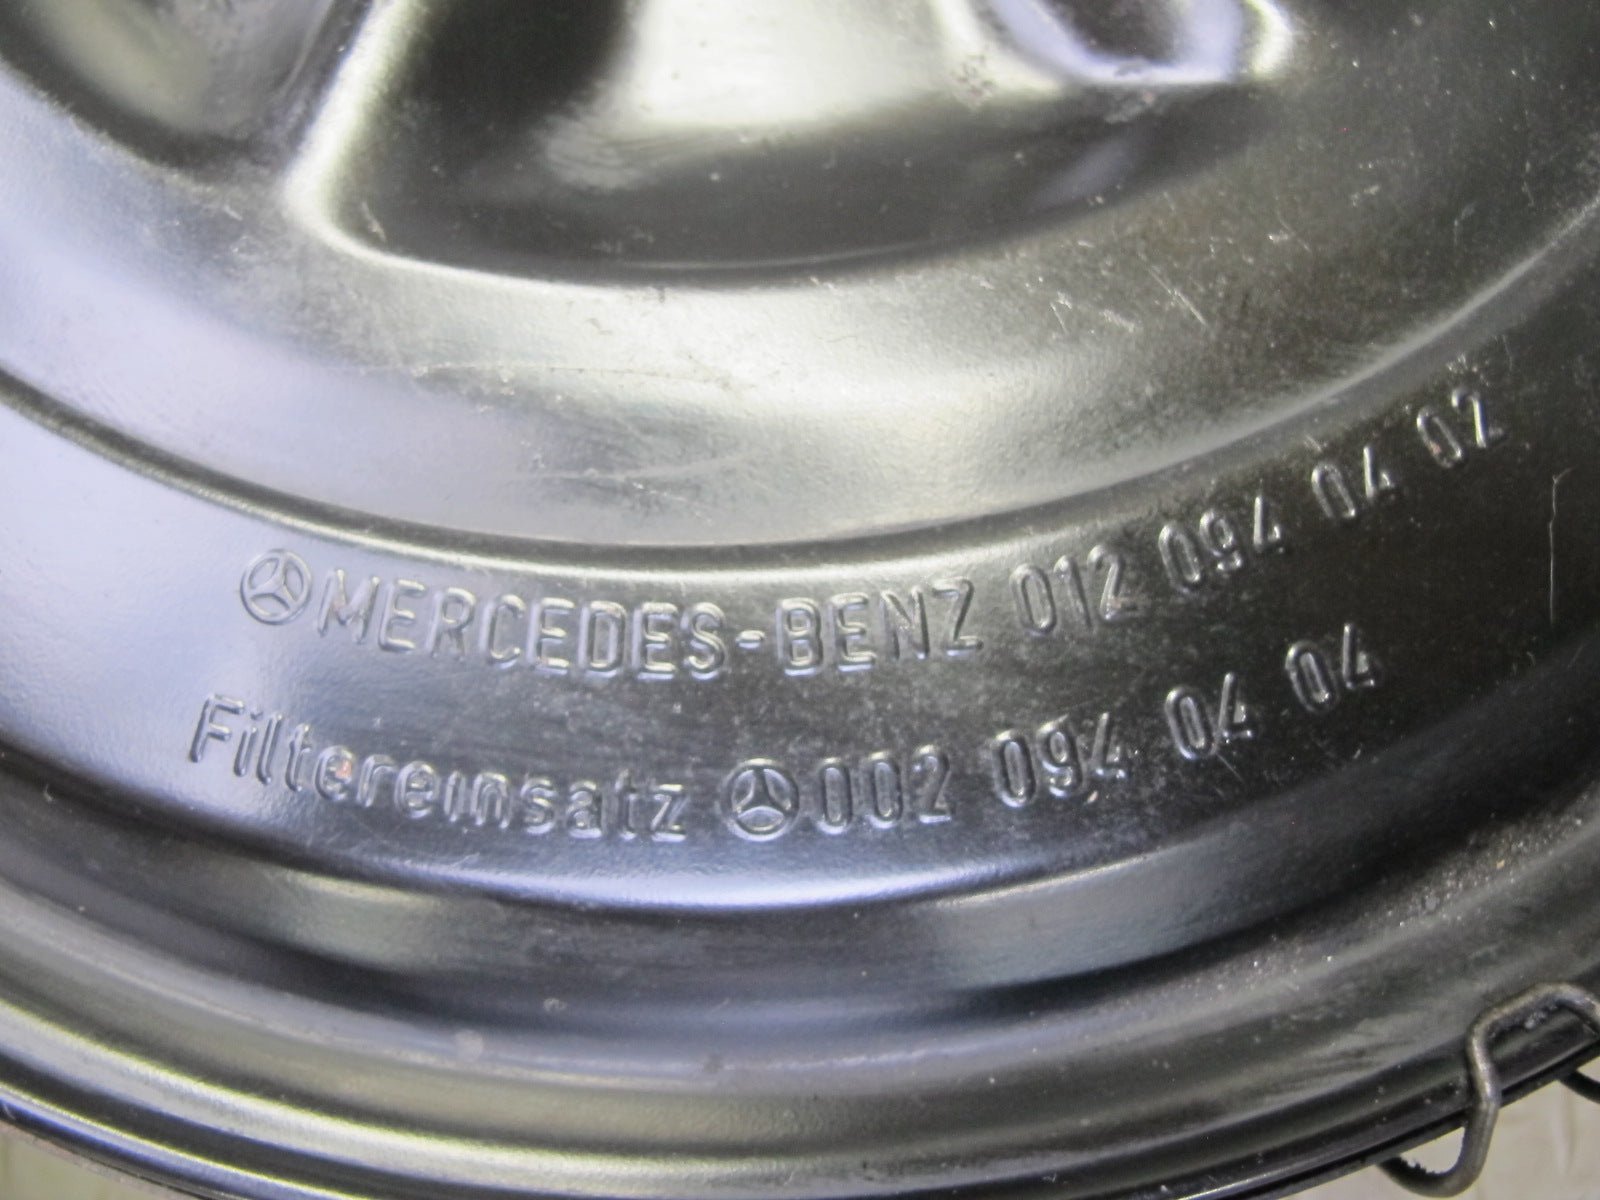 MERCEDES-BENZ 012 094 04 02
Filtereinsatz 002 094 04 04